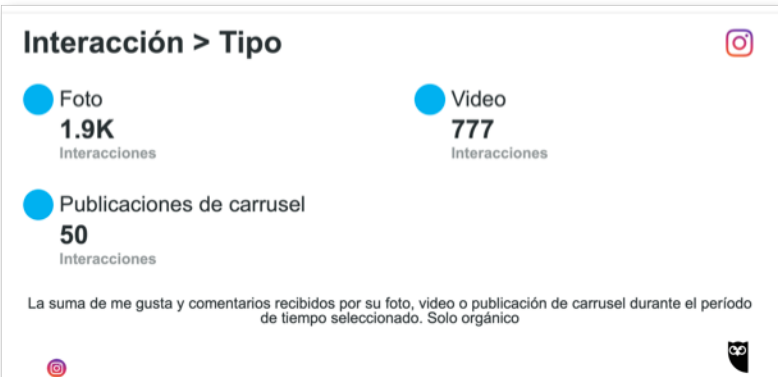 Interacción > Tipo
Foto
1.9K
Interacciones
Video
777
Interacciones
Publicaciones de carrusel
50
Interacciones
La suma de me gusta y comentarios recibidos por su foto, video o publicación de carrusel durante el período
de tiempo seleccionado. Solo orgánico